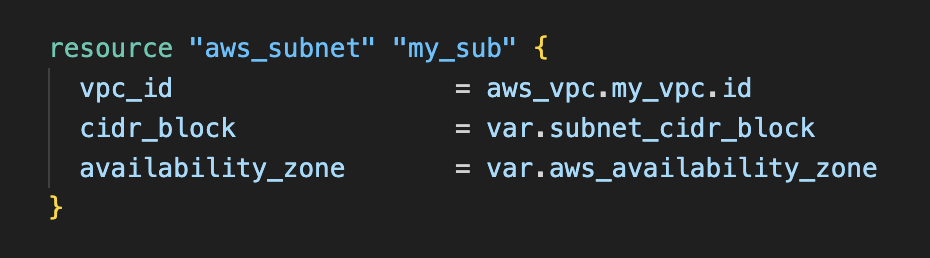 resource "aws_subnet" "my_sub" {
  vpc_id                  = aws_vpc.my_vpc.id
  cidr_block              = var.subnet_cidr_block
  availability_zone       = var.aws_availability_zone
}